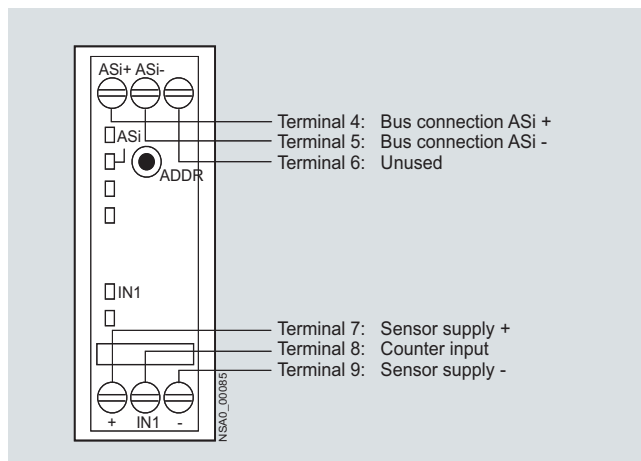 ASi+ ASi-
Terminal 4: Bus connection ASi +
Terminal 5: Bus connection ASi -
Terminal 6: Unused
ASi
ADDR
IN1
Terminal 7: Sensor supply +
Terminal 8: Counter input
Terminal 9: Sensor supply -
+ IN1 -
NSA0_00085